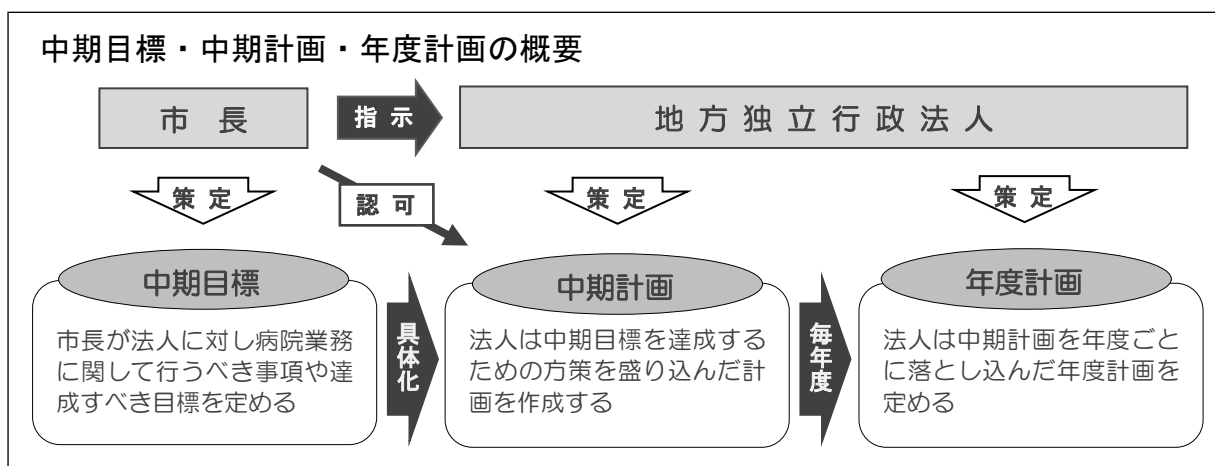 中期目標・中期計画・年度計画の概要
市 長
指 示
地 方 独 立 行 政 法 人
策 定
認 可
策 定
策 定
中期目標
市長が法人に対し病院業務
に関して行うべき事項や達
成すべき目標を定める
具体化
中期計画
法人は中期目標を達成する
ための方策を盛り込んだ計
画を作成する
毎年度
年度計画
法人は中期計画を年度ごと
に落とし込んだ年度計画を
定める